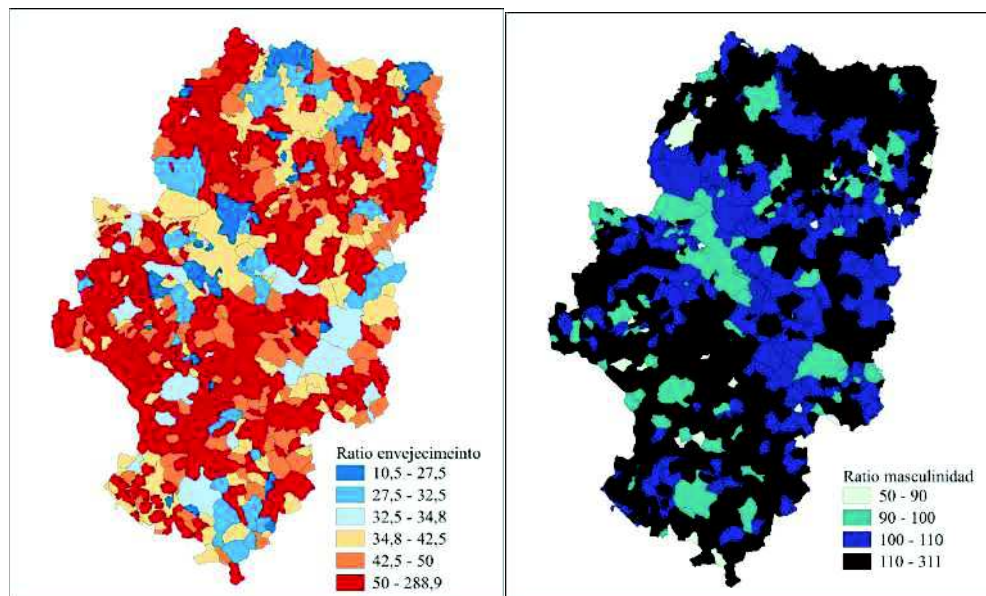 Ratio envejecimeinto
10,5 - 27,5
27,5 - 32,5
32,5 - 34,8
34,8 - 42,5
42,5 - 50
50 - 288,9
Ratio masculinidad
50 - 90
90 - 100
100 - 110
110 - 311